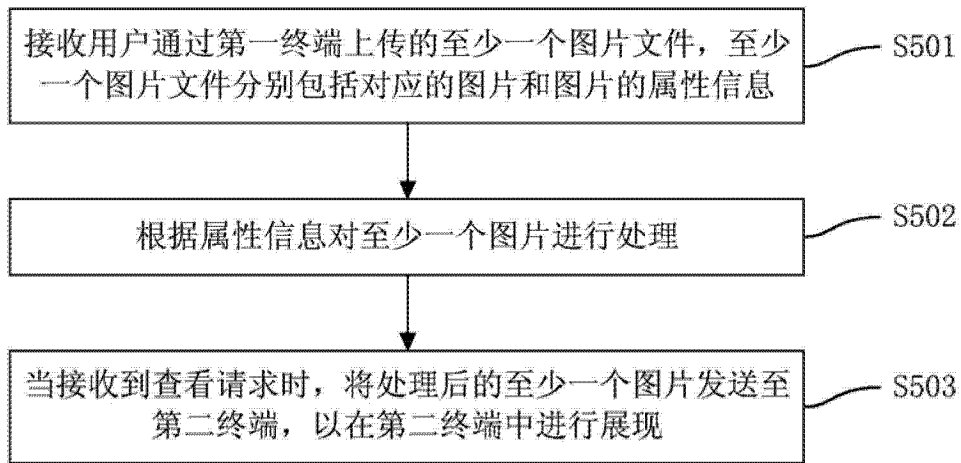 接收用户通过第一终端上传的至少一个图片文件，至少
一个图片文件分别包括对应的图片和图片的属性信息
S501
根据属性信息对至少一个图片进行处理
S502
当接收到查看请求时，将处理后的至少一个图片发送至
第二终端，以在第二终端中进行展现
S503